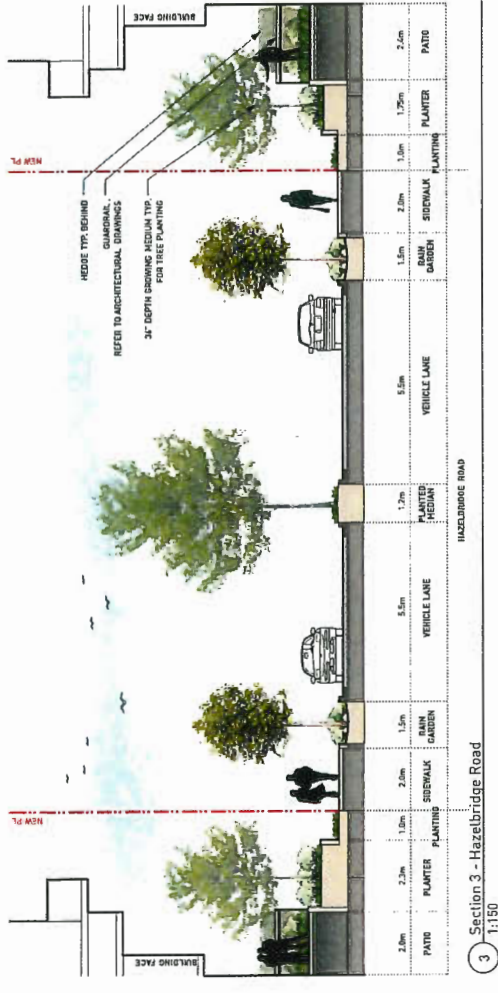 BUILDING FACE
NEW PL
NEW PL
BUILDING FACE
HEDGE TYP. BEHIND
GUARDRAIL,
REFER TO ARCHITECTURAL DRAWINGS
36" DEPTH GROWING MEDIUM TYP.
FOR TREE PLANTING
2.0m 2.3m 1.0m 2.0m 1.5m 5.5m 1.2m 5.5m 1.5m 2.0m 1.0m 1.75m 2.4m
PATIO
PLANTER
PLANTING
SIDEWALK
RAIN
GARDEN
VEHICLE LANE
PLANTED
MEDIAN
VEHICLE LANE
RAIN
GARDEN
SIDEWALK
PLANTING
PLANTER
PATIO
HAZELBRIDGE ROAD
3 Section 3 - Hazelbridge Road
1:150